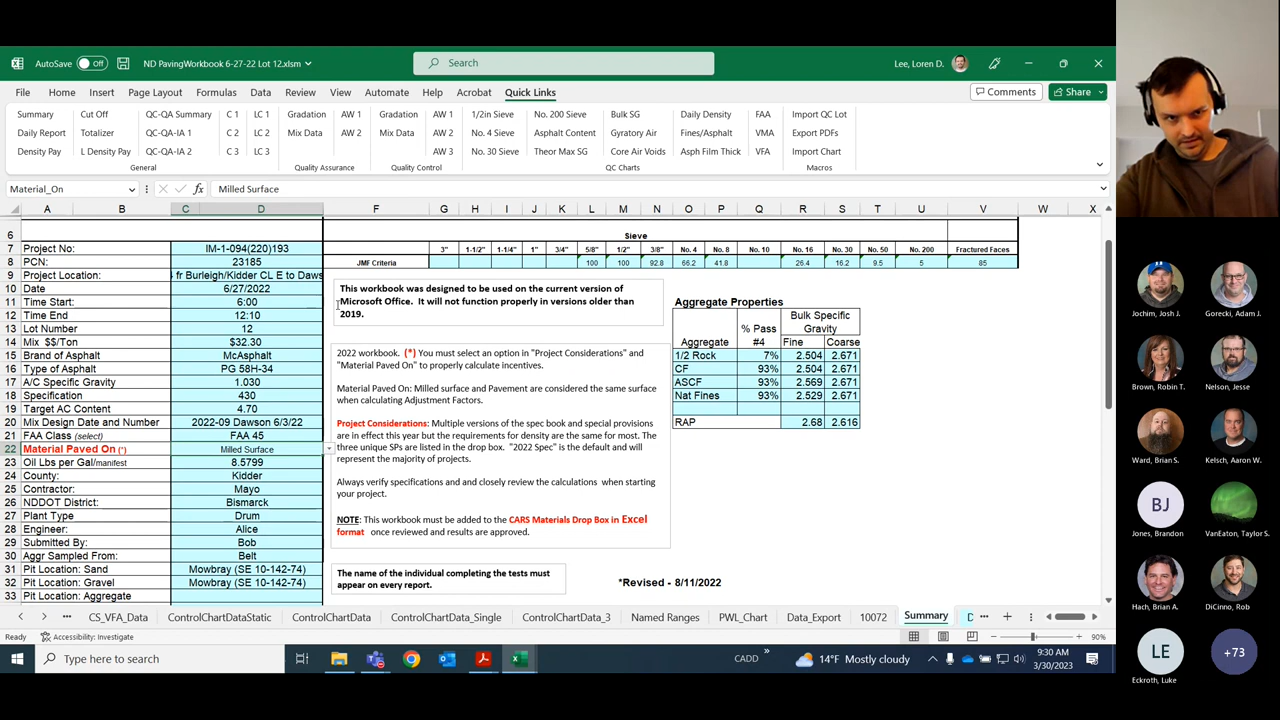 AutoSave Off ND PavingWorkbook 6-27-22 Lot 12.xlsm Search Lee, Loren D.
File Home Insert Page Layout Formulas Data Review View Automate Help Acrobat Quick Links Comments Share
Summary Cut Off QC-QA Summary C 1 LC 1 Gradation AW 1 Gradation AW 1 1/2in Sieve No. 200 Sieve Bulk SG Daily Density FAA Import QC Lot
Daily Report Totalizer QC-QA-IA 1 C 2 LC 2 Mix Data AW 2 Mix Data AW 2 No. 4 Sieve Asphalt Content Gyratory Air Fines/Asphalt VMA Export PDFs
Density Pay L Density Pay QC-QA-IA 2 C 3 LC 3 AW 3 No. 30 Sieve Theor Max SG Core Air Voids Asph Film Thick VFA Import Chart
General Quality Assurance Quality Control QC Charts Macros
Material_On fx Milled Surface
A B C D F G H I J K L M N O P Q R S T U V W X
6 Sieve
7 Project No: IM-1-094(220)193 3" 1-1/2" 1-1/4" 1" 3/4" 5/8" 1/2" 3/8" No. 4 No. 8 No. 10 No. 16 No. 30 No. 50 No. 200 Fractured Faces
8 PCN: 23185 JMF Criteria 100 100 92.8 66.2 41.8 26.4 16.2 9.5 5 85
9 Project Location: fr Burleigh/Kidder CL E to Daws
10 Date 6/27/2022
11 Time Start: 6:00
12 Time End 12:10
13 Lot Number 12
14 Mix $$/Ton $32.30
15 Brand of Asphalt McAsphalt
16 Type of Asphalt PG 58H-34
17 A/C Specific Gravity 1.030
18 Specification 430
19 Target AC Content 4.70
20 Mix Design Date and Number 2022-09 Dawson 6/3/22
21 FAA Class (select) FAA 45
22 Material Paved On (*) Milled Surface
23 Oil Lbs per Gal/manifest 8.5799
24 County: Kidder
25 Contractor: Mayo
26 NDDOT District: Bismarck
27 Plant Type Drum
28 Engineer: Alice
29 Submitted By: Bob
30 Aggr Sampled From: Belt
31 Pit Location: Sand Mowbray (SE 10-142-74)
32 Pit Location: Gravel Mowbray (SE 10-142-74)
33 Pit Location: Aggregate
This workbook was designed to be used on the current version of
Microsoft Office. It will not function properly in versions older than
2019.
2022 workbook. (*) You must select an option in "Project Considerations" and
"Material Paved On" to properly calculate incentives.
Material Paved On: Milled surface and Pavement are considered the same surface
when calculating Adjustment Factors.
Project Considerations: Multiple versions of the spec book and special provisions
are in effect this year but the requirements for density are the same for most. The
three unique SPs are listed in the drop box. "2022 Spec" is the default and will
represent the majority of projects.
Always verify specifications and and closely review the calculations when starting
your project.
NOTE: This workbook must be added to the CARS Materials Drop Box in Excel
format once reviewed and results are approved.
The name of the individual completing the tests must
appear on every report.
*Revised - 8/11/2022
Aggregate Properties
Aggregate % Pass #4 Bulk Specific Gravity
Fine Coarse
1/2 Rock 7% 2.504 2.671
CF 93% 2.504 2.671
ASCF 93% 2.569 2.671
Nat Fines 93% 2.529 2.671
RAP 2.68 2.616
CS_VFA_Data ControlChartDataStatic ControlChartData ControlChartData_Single ControlChartData_3 Named Ranges PWL_Chart Data_Export 10072 Summary D
Ready Accessibility: Investigate 90%
Type here to search CADD 14°F Mostly cloudy 9:30 AM
3/30/2023
Jochim, Josh J. Gorecki, Adam J.
Brown, Robin T. Nelson, Jesse
Ward, Brian S. Kelsch, Aaron W.
BJ
Jones, Brandon VanEaton, Taylor S.
Hach, Brian A. DiCinno, Rob
LE +73
Eckroth, Luke